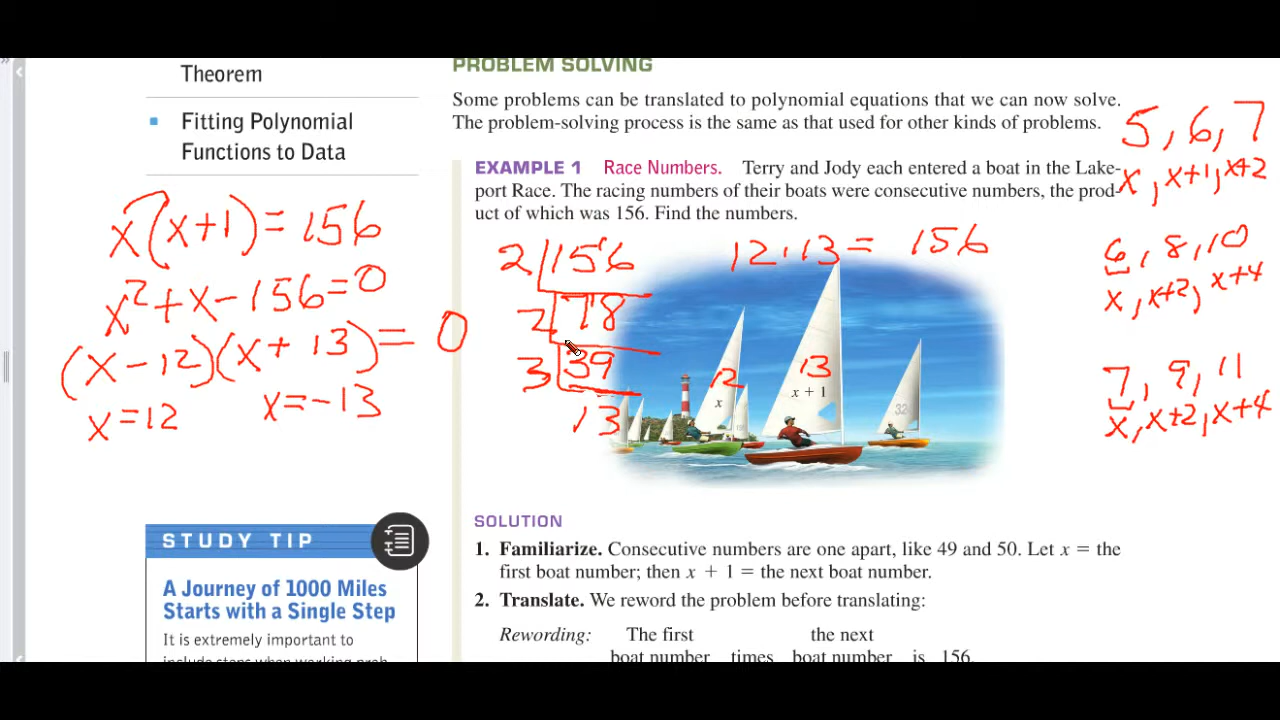 Theorem
Fitting Polynomial
Functions to Data
x(x+1)=156
x²+x-156=0
(x-12)(x+13)=0
x=12 x=-13
STUDY TIP
A Journey of 1000 Miles
Starts with a Single Step
It is extremely important to
include steps when working prob-
PROBLEM SOLVING
Some problems can be translated to polynomial equations that we can now solve.
The problem-solving process is the same as that used for other kinds of problems.
EXAMPLE 1 Race Numbers. Terry and Jody each entered a boat in the Lake-
port Race. The racing numbers of their boats were consecutive numbers, the prod-
uct of which was 156. Find the numbers.
2 156
2 78
3 39
13
12·13= 156
12
x
13
x + 1
32
SOLUTION
1. Familiarize. Consecutive numbers are one apart, like 49 and 50. Let x = the
first boat number; then x + 1 = the next boat number.
2. Translate. We reword the problem before translating:
Rewording: The first the next
boat number times boat number is 156.
5, 6, 7
x, x+1, x+2
6, 8, 10
x, x+2, x+4
7, 9, 11
x, x+2, x+4